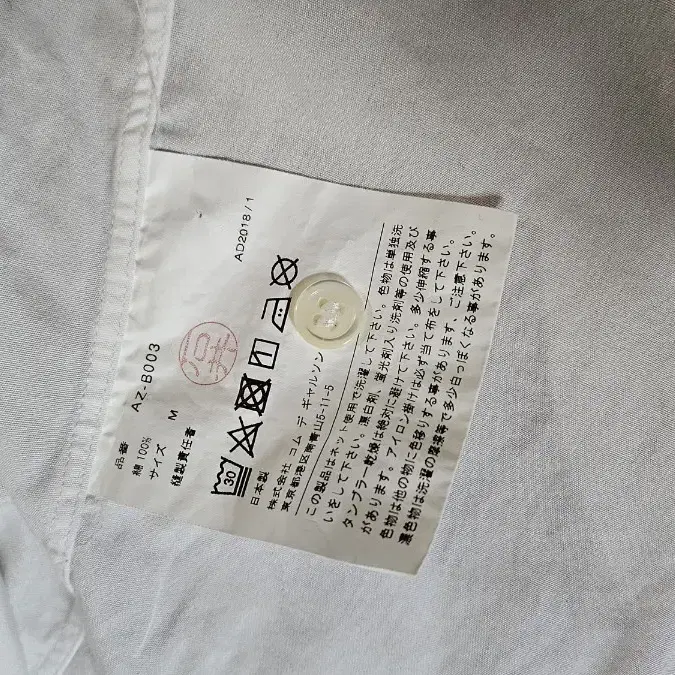 品番 AZ-B003
綿 100%
サイズ M
縫製責任者
AD2018/1
30
日本製
株式会社 コム デ ギャルソン
東京都港区南青山5-11-5
この製品はネット使用で洗濯して下さい。色物は単独洗
いをして下さい。漂白剤、蛍光剤入り洗剤等の使用及び
タンブラー乾燥は絶対に避けて下さい。多少伸縮する事
があります。アイロン掛けは必ず当て布をして下さい。
色物は他の物に色移りする事があります、ご注意下さい。
濃色物は洗濯の摩擦等で多少白っぽくなる事があります。